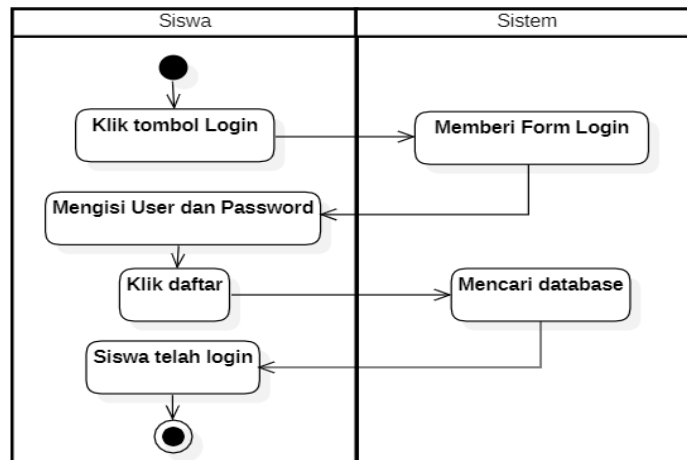 Siswa
Sistem
Klik tombol Login
Memberi Form Login
Mengisi User dan Password
Klik daftar
Mencari database
Siswa telah login